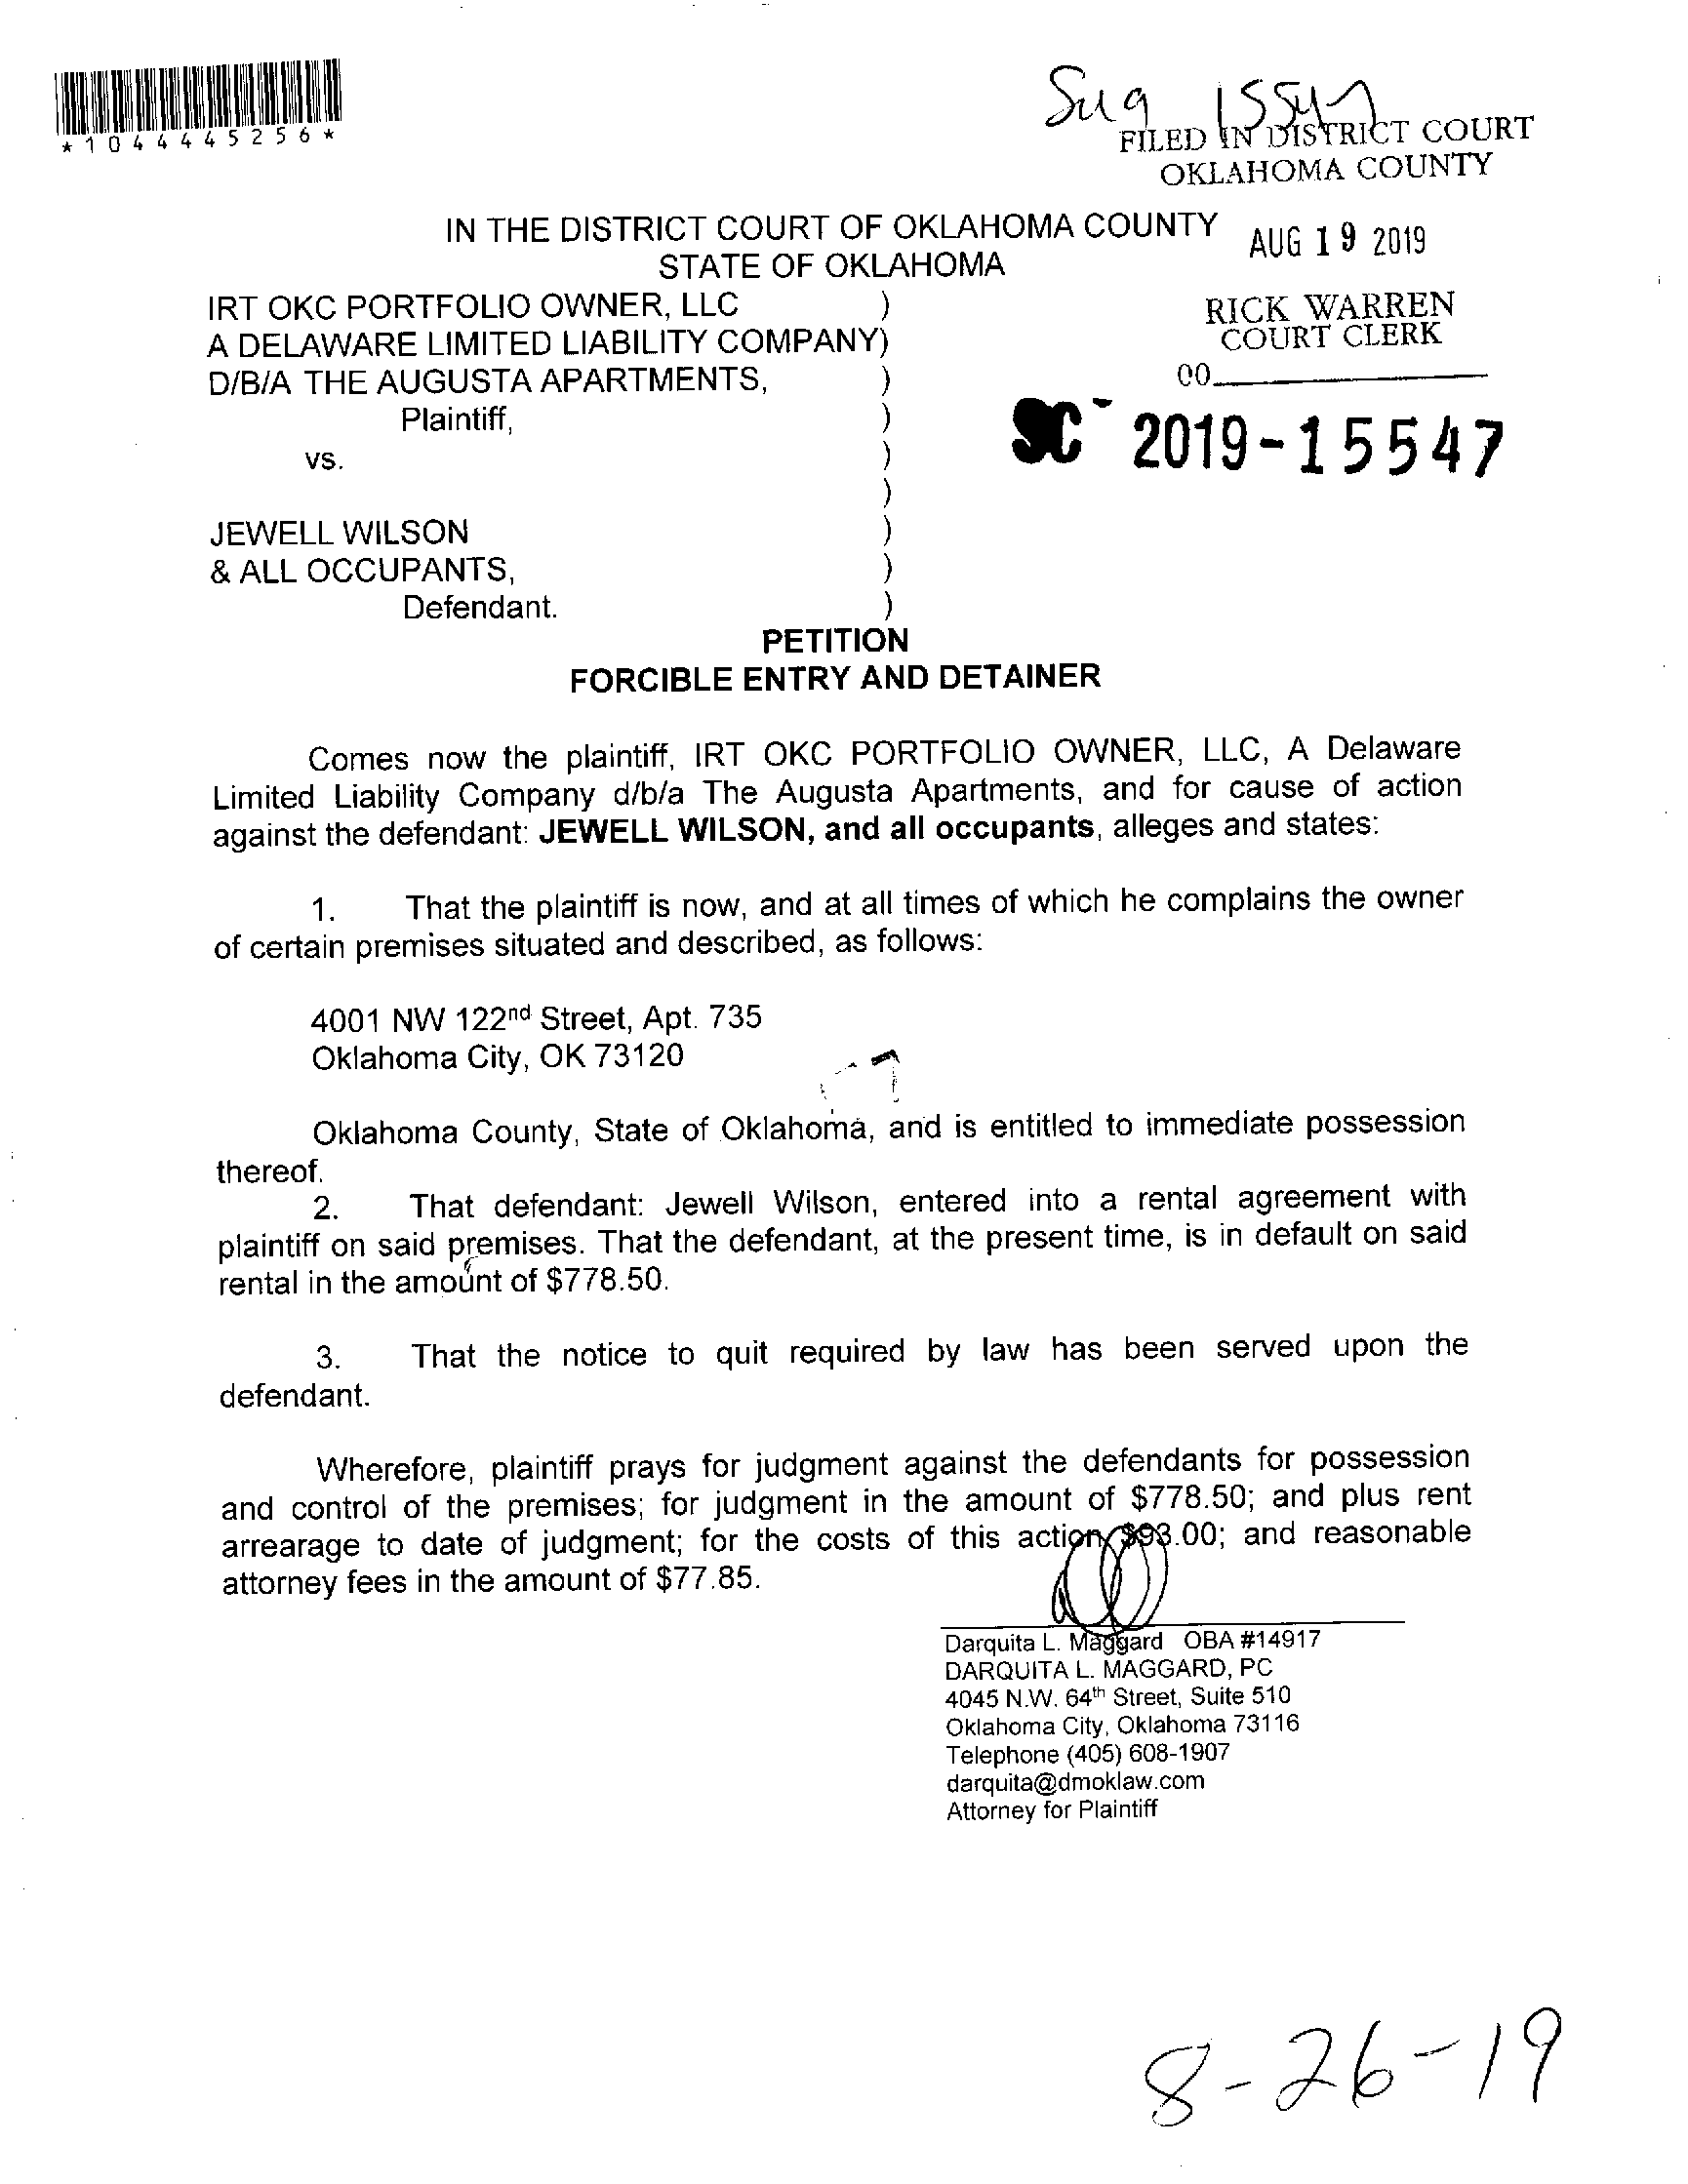 *1044445256*
FILED IN DISTRICT COURT
OKLAHOMA COUNTY
IN THE DISTRICT COURT OF OKLAHOMA COUNTY
STATE OF OKLAHOMA
AUG 19 2019
IRT OKC PORTFOLIO OWNER, LLC )
A DELAWARE LIMITED LIABILITY COMPANY)
D/B/A THE AUGUSTA APARTMENTS, )
Plaintiff, )
vs. )
)
JEWELL WILSON )
& ALL OCCUPANTS, )
Defendant. )
RICK WARREN
COURT CLERK
00
SC-2019-15547
PETITION
FORCIBLE ENTRY AND DETAINER
Comes now the plaintiff, IRT OKC PORTFOLIO OWNER, LLC, A Delaware
Limited Liability Company d/b/a The Augusta Apartments, and for cause of action
against the defendant: JEWELL WILSON, and all occupants, alleges and states:
1. That the plaintiff is now, and at all times of which he complains the owner
of certain premises situated and described, as follows:
4001 NW 122nd Street, Apt. 735
Oklahoma City, OK 73120
Oklahoma County, State of Oklahoma, and is entitled to immediate possession
thereof.
2. That defendant: Jewell Wilson, entered into a rental agreement with
plaintiff on said premises. That the defendant, at the present time, is in default on said
rental in the amount of $778.50.
3. That the notice to quit required by law has been served upon the
defendant.
Wherefore, plaintiff prays for judgment against the defendants for possession
and control of the premises; for judgment in the amount of $778.50; and plus rent
arrearage to date of judgment; for the costs of this action $93.00; and reasonable
attorney fees in the amount of $77.85.
Darquita L. Maggard OBA #14917
DARQUITA L. MAGGARD, PC
4045 N.W. 64th Street, Suite 510
Oklahoma City, Oklahoma 73116
Telephone (405) 608-1907
darquita@dmoklaw.com
Attorney for Plaintiff
8-26-19